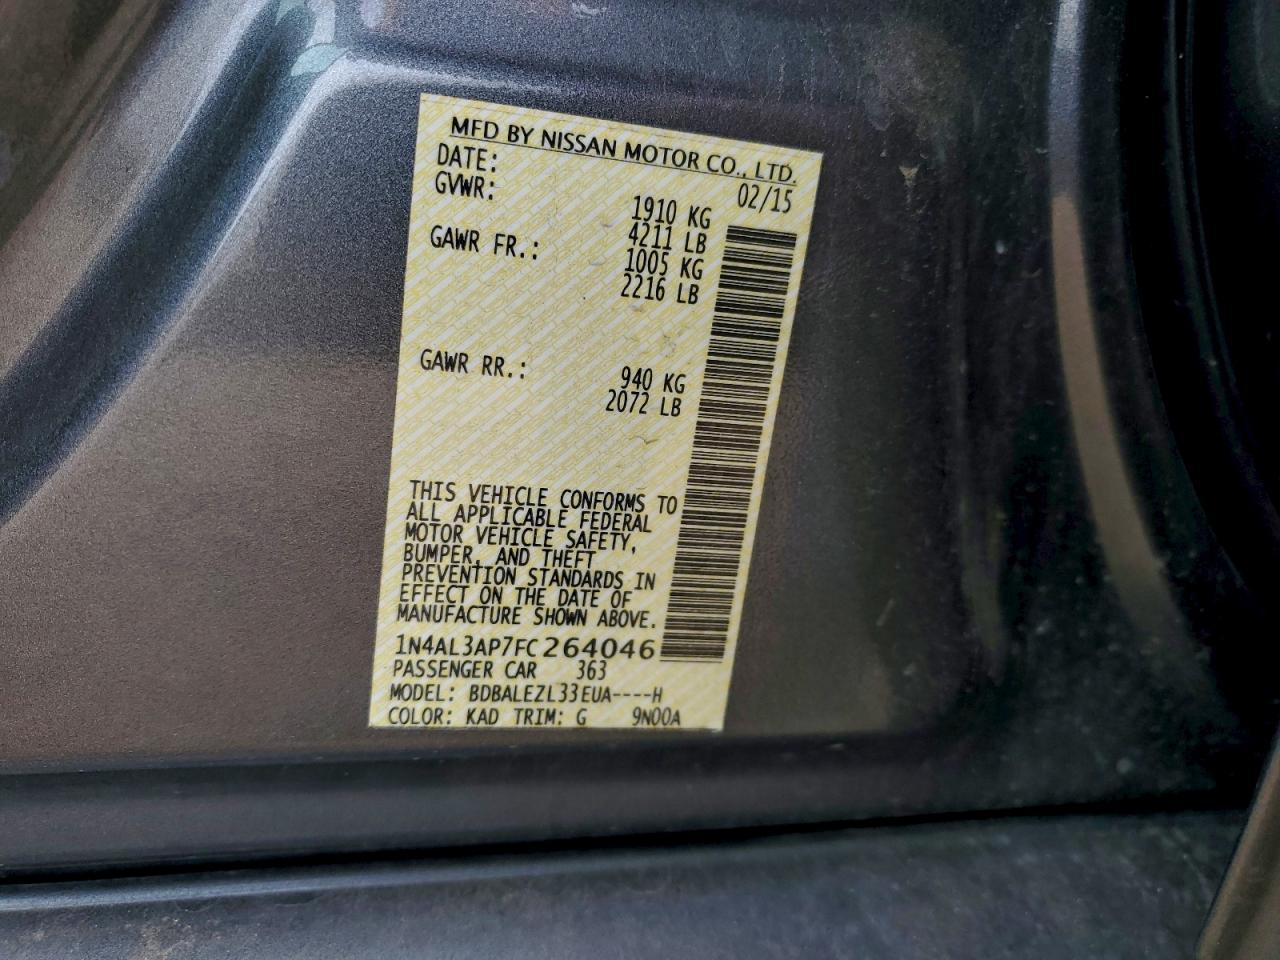 MFD BY NISSAN MOTOR CO., LTD.
DATE: 02/15
GVWR: 1910 KG
4211 LB
GAWR FR.: 1005 KG
2216 LB
GAWR RR.: 940 KG
2072 LB
THIS VEHICLE CONFORMS TO
ALL APPLICABLE FEDERAL
MOTOR VEHICLE SAFETY,
BUMPER, AND THEFT
PREVENTION STANDARDS IN
EFFECT ON THE DATE OF
MANUFACTURE SHOWN ABOVE.
1N4AL3AP7FC264046
PASSENGER CAR 363
MODEL: BDBALEZL33EUA----H
COLOR: KAD TRIM: G 9N00A